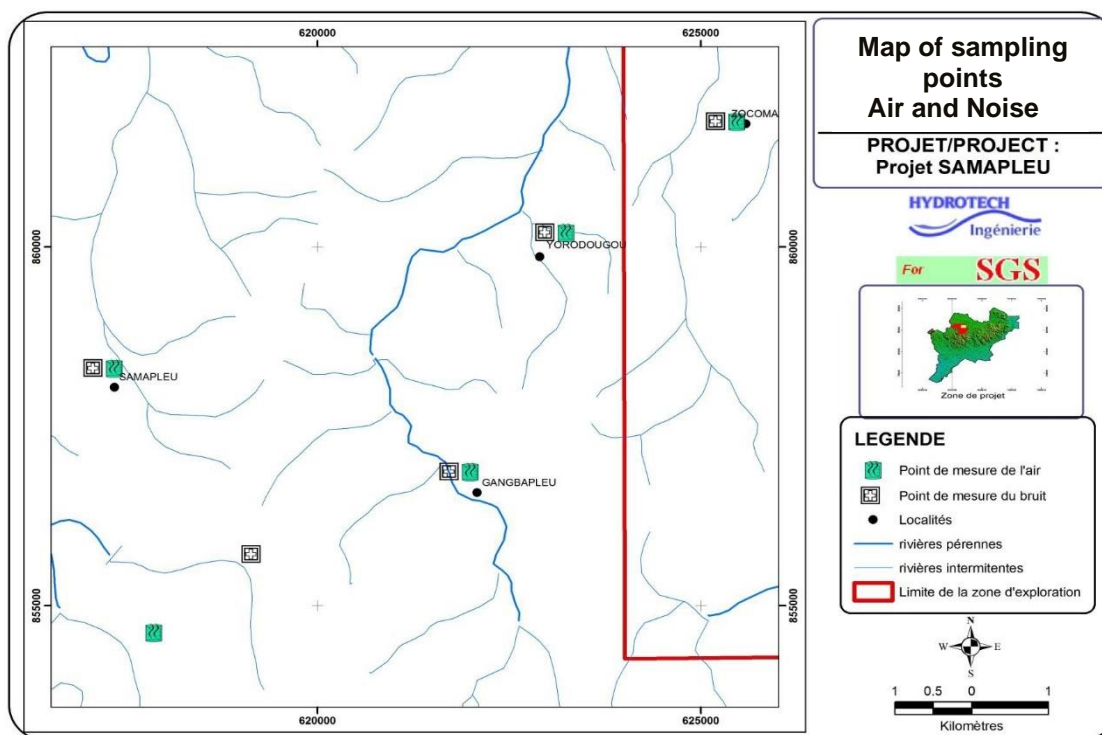 620000
625000
ZOCOMA
860000
860000
YORODOUGOU
SAMAPLEU
GANGBAPLEU
855000
855000
620000
625000
Map of sampling
points
Air and Noise
PROJET/PROJECT :
Projet SAMAPLEU
HYDROTECH
Ingénierie
For SGS
Zone de projet
LEGENDE
Point de mesure de l'air
Point de mesure du bruit
Localités
rivières pérennes
rivières intermitentes
Limite de la zone d'exploration
N
W E
S
1 0.5 0 1
Kilomètres